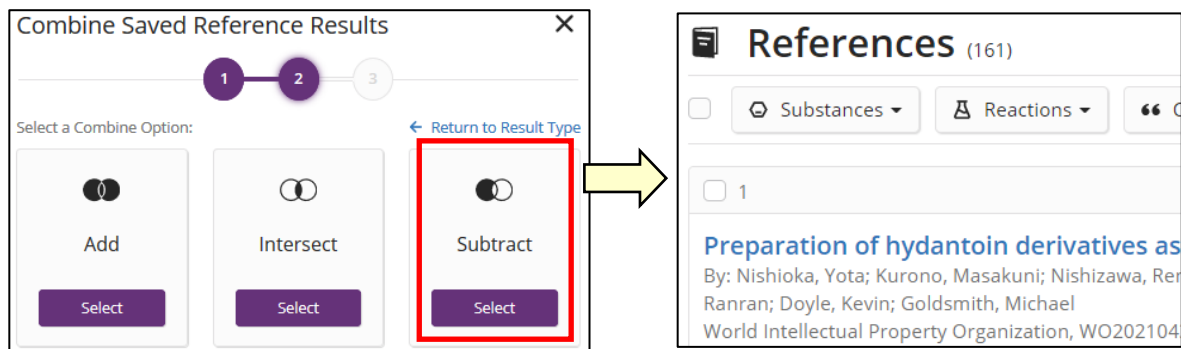 Combine Saved Reference Results
1 2 3
Select a Combine Option:
← Return to Result Type
Add
Intersect
Subtract
Select
Select
Select
References (161)
Substances
Reactions
1
Preparation of hydantoin derivatives as
By: Nishioka, Yota; Kurono, Masakuni; Nishizawa,
Ranran; Doyle, Kevin; Goldsmith, Michael
World Intellectual Property Organization, WO202104